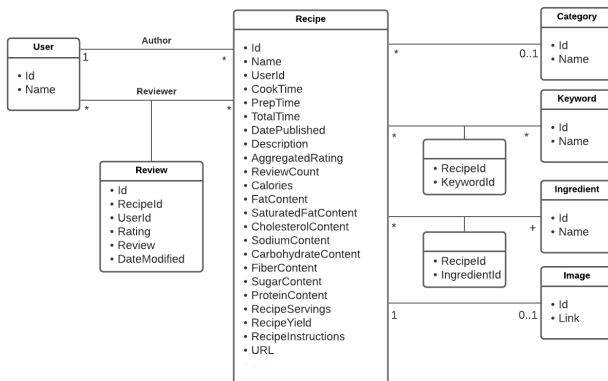 User
1
*
Id
Name
Author
*
Reviewer
*
Review
Id
RecipeId
UserId
Rating
Review
DateModified
Recipe
Id
Name
UserId
CookTime
PrepTime
TotalTime
DatePublished
Description
AggregatedRating
ReviewCount
Calories
FatContent
SaturatedFatContent
CholesterolContent
SodiumContent
CarbohydrateContent
FiberContent
SugarContent
ProteinContent
RecipeServings
RecipeYield
RecipeInstructions
URL
*
0..1
Category
Id
Name
*
*
RecipeId
KeywordId
Keyword
Id
Name
*
+
RecipeId
IngredientId
Ingredient
Id
Name
1
0..1
Image
Id
Link